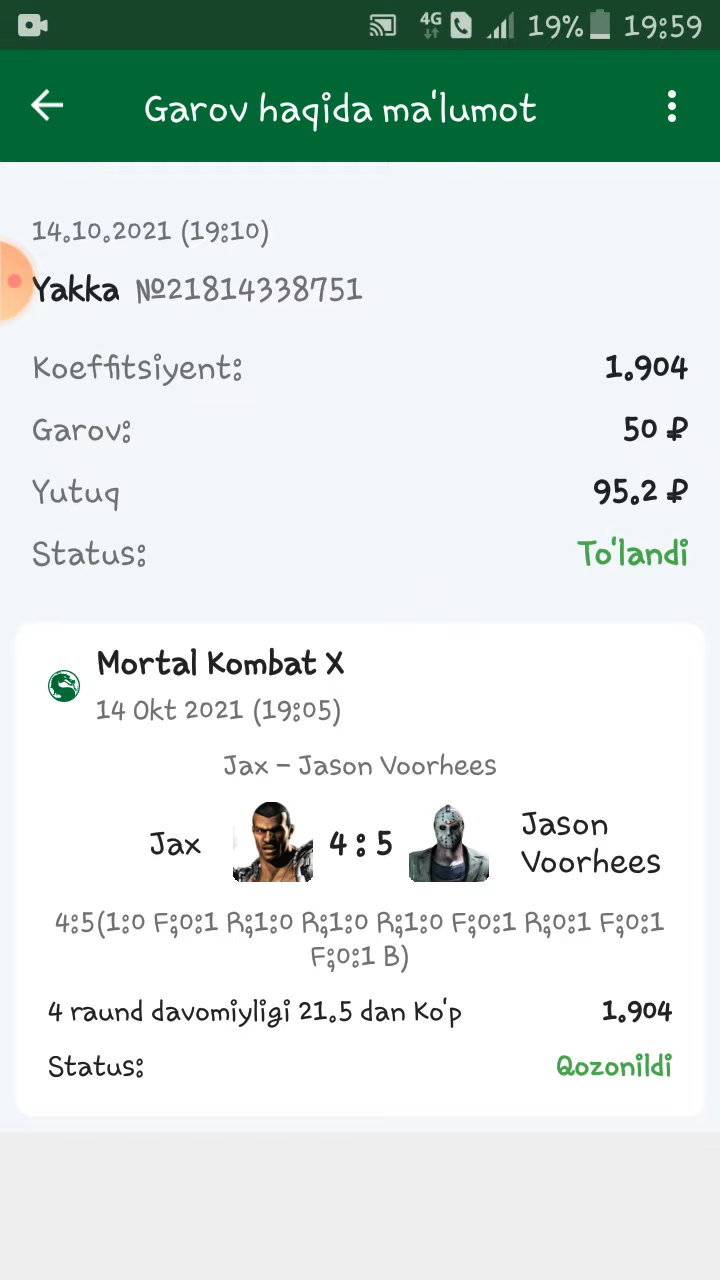 4G 19% 19:59
Garov haqida ma'lumot
14.10.2021 (19:10)
Yakka №21814338751
Koeffitsiyent: 1.904
Garov: 50 ₽
Yutuq 95.2 ₽
Status: To'landi
Mortal Kombat X
14 Okt 2021 (19:05)
Jax - Jason Voorhees
Jax 4 : 5 Jason
Voorhees
4:5(1:0 F;0:1 R;1:0 R;1:0 R;1:0 F;0:1 R;0:1 F;0:1
F;0:1 B)
4 raund davomiyligi 21.5 dan Ko'p 1.904
Status: Qozonildi